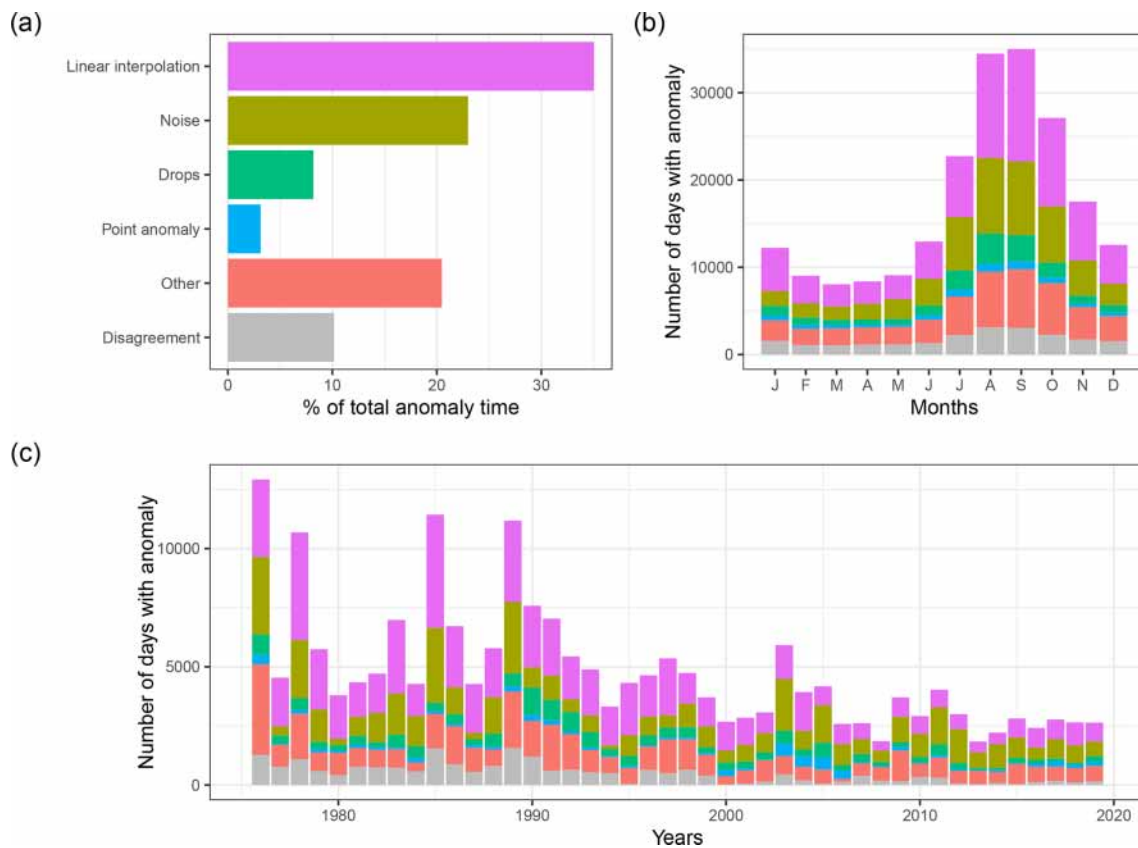 (a)
Linear interpolation
Noise
Drops
Point anomaly
Other
Disagreement
0 10 20 30
% of total anomaly time
(b)
Number of days with anomaly
30000
20000
10000
0
J F M A M J J A S O N D
Months
(c)
Number of days with anomaly
10000
5000
0
1980 1990 2000 2010 2020
Years